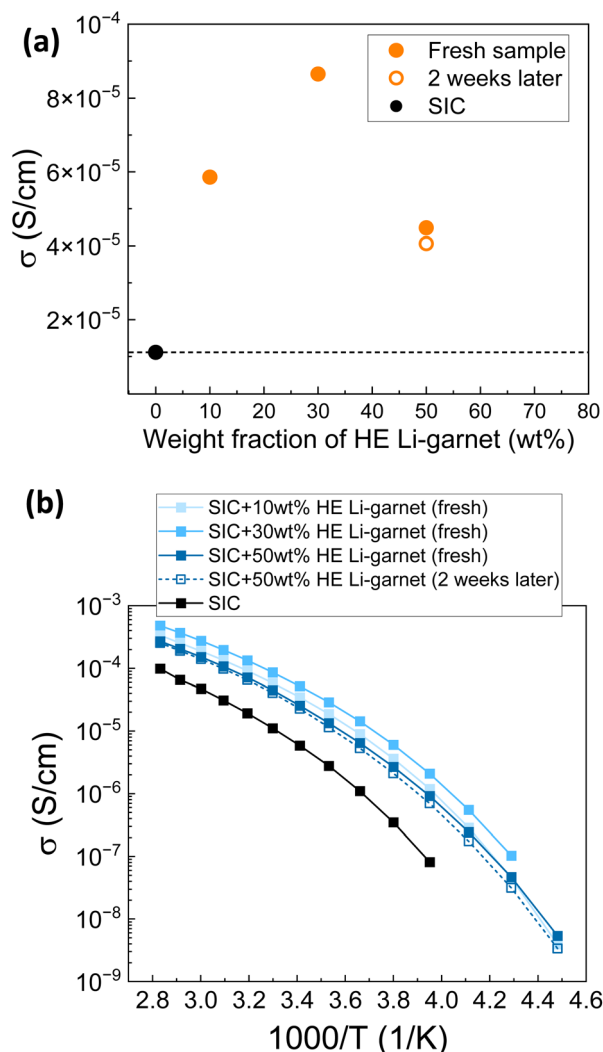 (a)
10⁻⁴
8×10⁻⁵
6×10⁻⁵
4×10⁻⁵
2×10⁻⁵
σ (S/cm)
Fresh sample
2 weeks later
SIC
0 10 20 30 40 50 60 70 80
Weight fraction of HE Li-garnet (wt%)
(b)
SIC+10wt% HE Li-garnet (fresh)
SIC+30wt% HE Li-garnet (fresh)
SIC+50wt% HE Li-garnet (fresh)
SIC+50wt% HE Li-garnet (2 weeks later)
SIC
10⁻³
10⁻⁴
10⁻⁵
10⁻⁶
10⁻⁷
10⁻⁸
10⁻⁹
σ (S/cm)
2.8 3.0 3.2 3.4 3.6 3.8 4.0 4.2 4.4 4.6
1000/T (1/K)